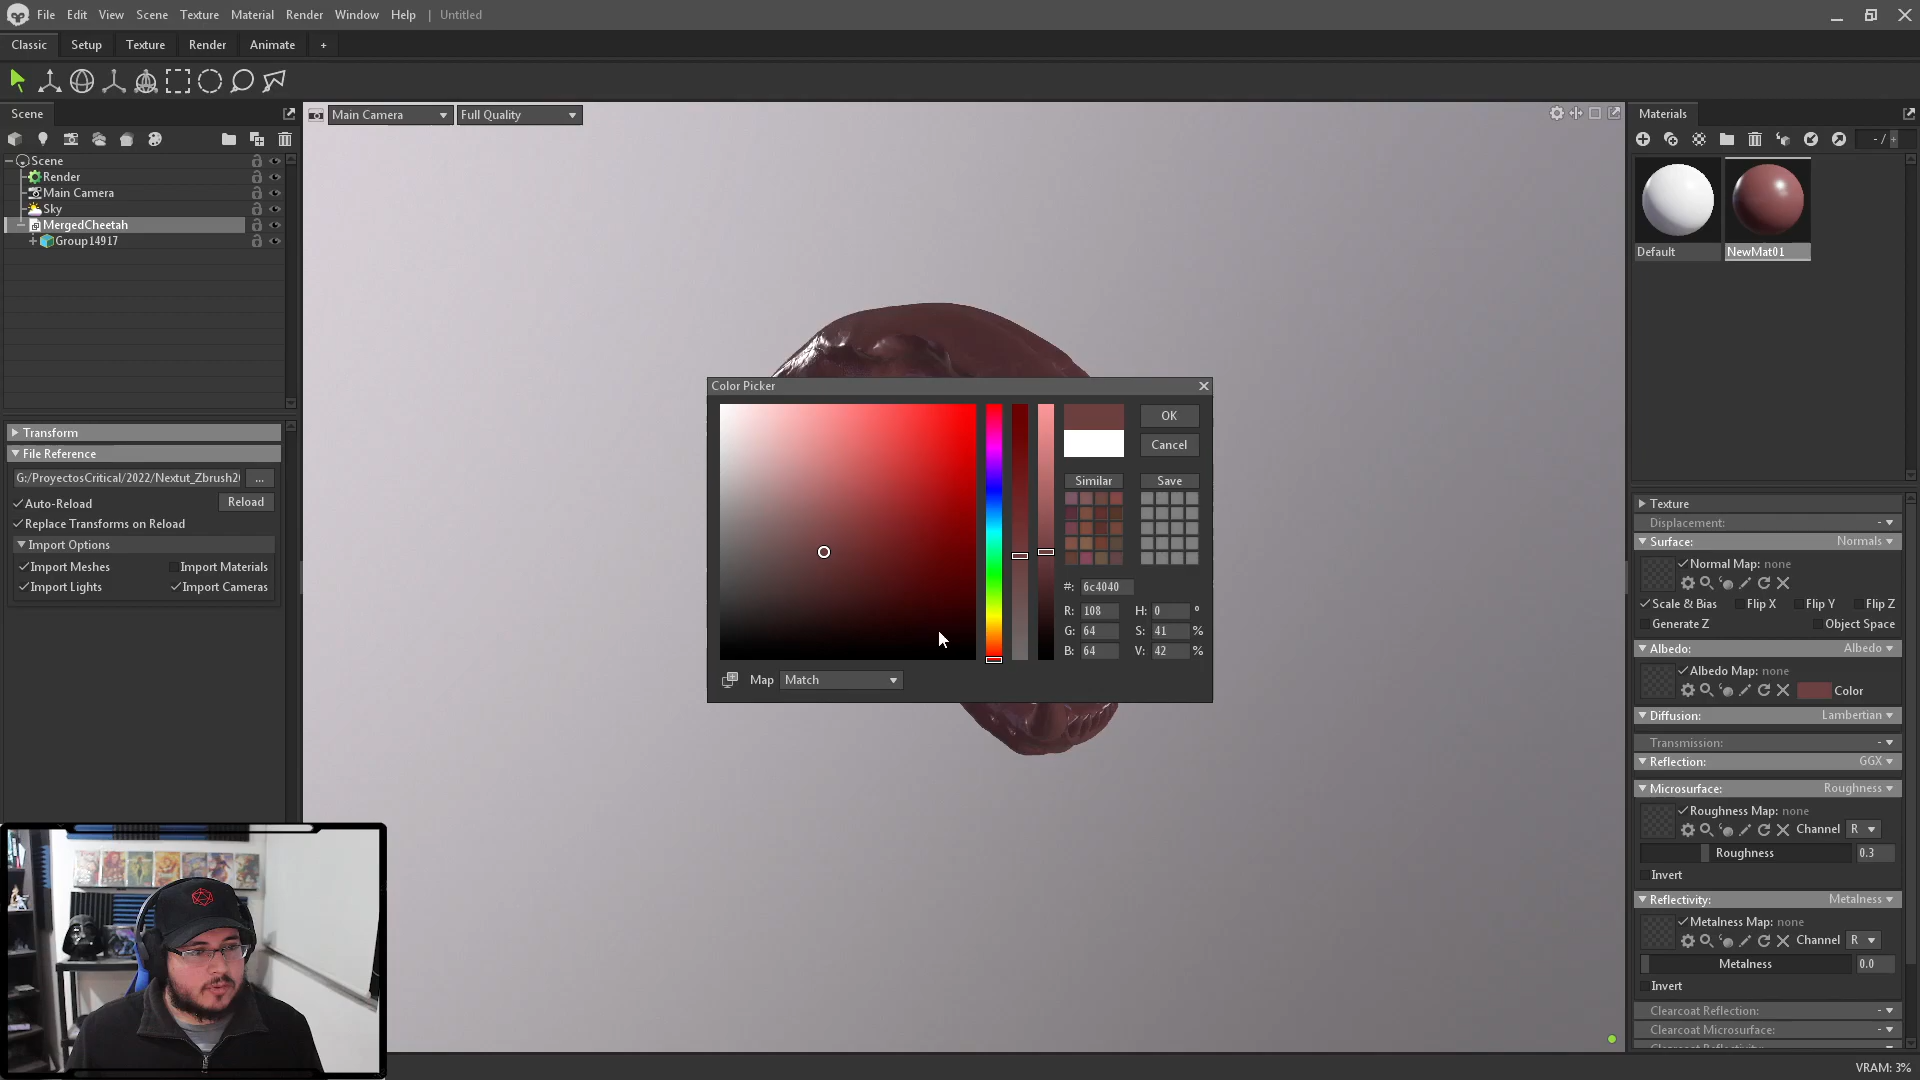 File Edit View Scene Texture Material Render Window Help | Untitled
Classic Setup Texture Render Animate +
Scene
Main Camera Full Quality
Materials
- /
Scene
Render
Main Camera
Sky
MergedCheetah
Group14917
Default NewMat01
Transform
File Reference
G:/ProyectosCritical/2022/Nextut_Zbrush2 ...
Auto-Reload Reload
Replace Transforms on Reload
Import Options
Import Meshes Import Materials
Import Lights Import Cameras
Color Picker
OK
Cancel
Similar Save
#: 6c4040
R: 108 H: 0 °
G: 64 S: 41 %
B: 64 V: 42 %
Map Match
Texture
Displacement: -
Surface: Normals
Normal Map: none
Scale & Bias Flip X Flip Y Flip Z
Generate Z Object Space
Albedo: Albedo
Albedo Map: none
Color
Diffusion: Lambertian
Transmission: -
Reflection: GGX
Microsurface: Roughness
Roughness Map: none
Channel R
Roughness 0.3
Invert
Reflectivity: Metalness
Metalness Map: none
Channel R
Metalness 0.0
Invert
Clearcoat Reflection: -
Clearcoat Microsurface: -
VRAM: 3%